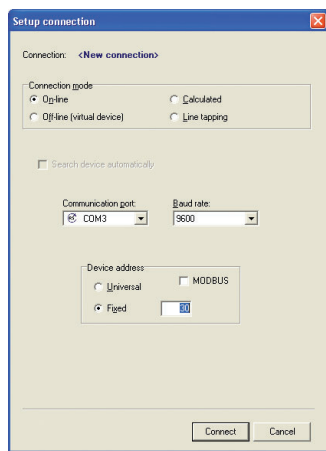 Setup connection
Connection: <New connection>
Connection mode
On-line
Calculated
Off-line (virtual device)
Line tapping
Search device automatically
Communication port:
Baud rate:
COM3
9600
Device address
Universal
MODBUS
Fixed
30
Connect
Cancel